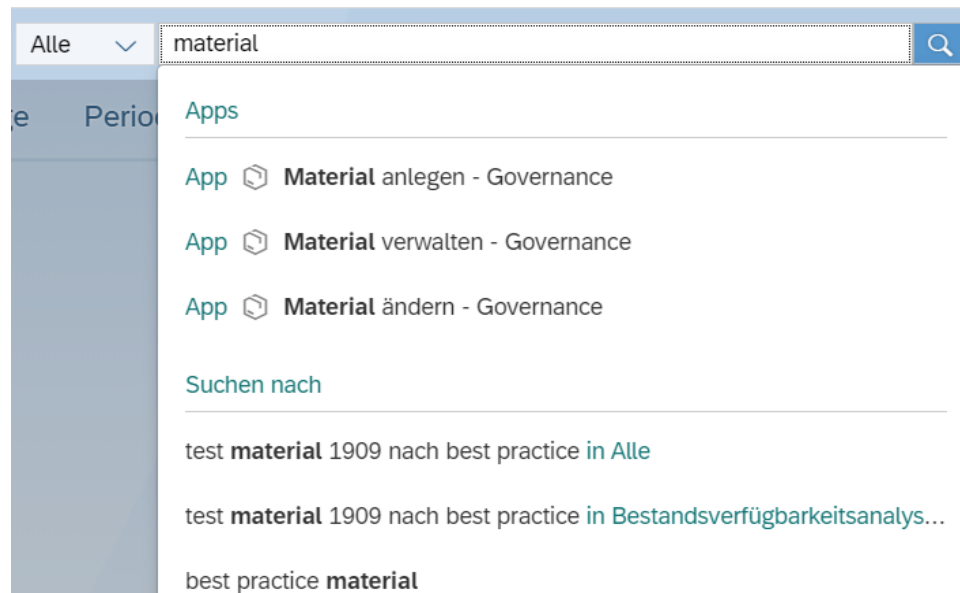 Alle material
e Perio
Apps
App Material anlegen - Governance
App Material verwalten - Governance
App Material ändern - Governance
Suchen nach
test material 1909 nach best practice in Alle
test material 1909 nach best practice in Bestandsverfügbarkeitsanalys...
best practice material